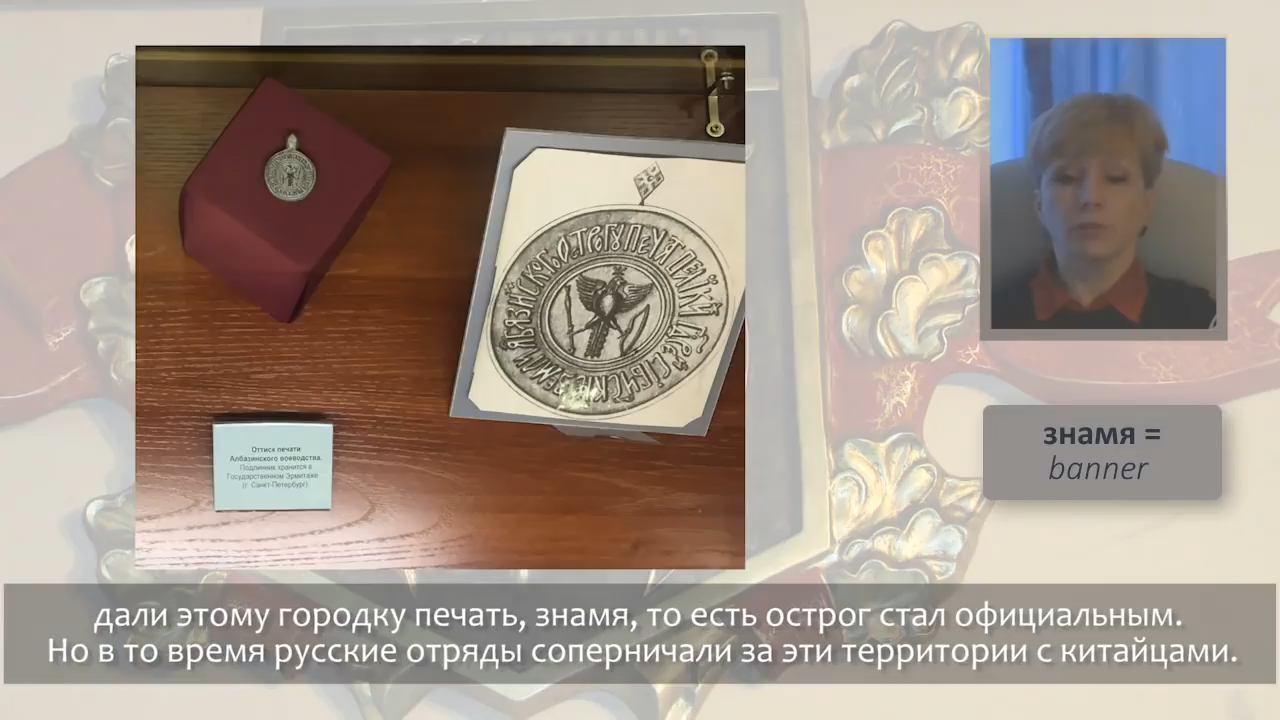 Оттиск печати
Албазинского воеводства.
Подлинник хранится в
Государственном Эрмитаже
(г. Санкт-Петербург)
знамя =
banner
дали этому городку печать, знамя, то есть острог стал официальным.
Но в то время русские отряды соперничали за эти территории с китайцами.